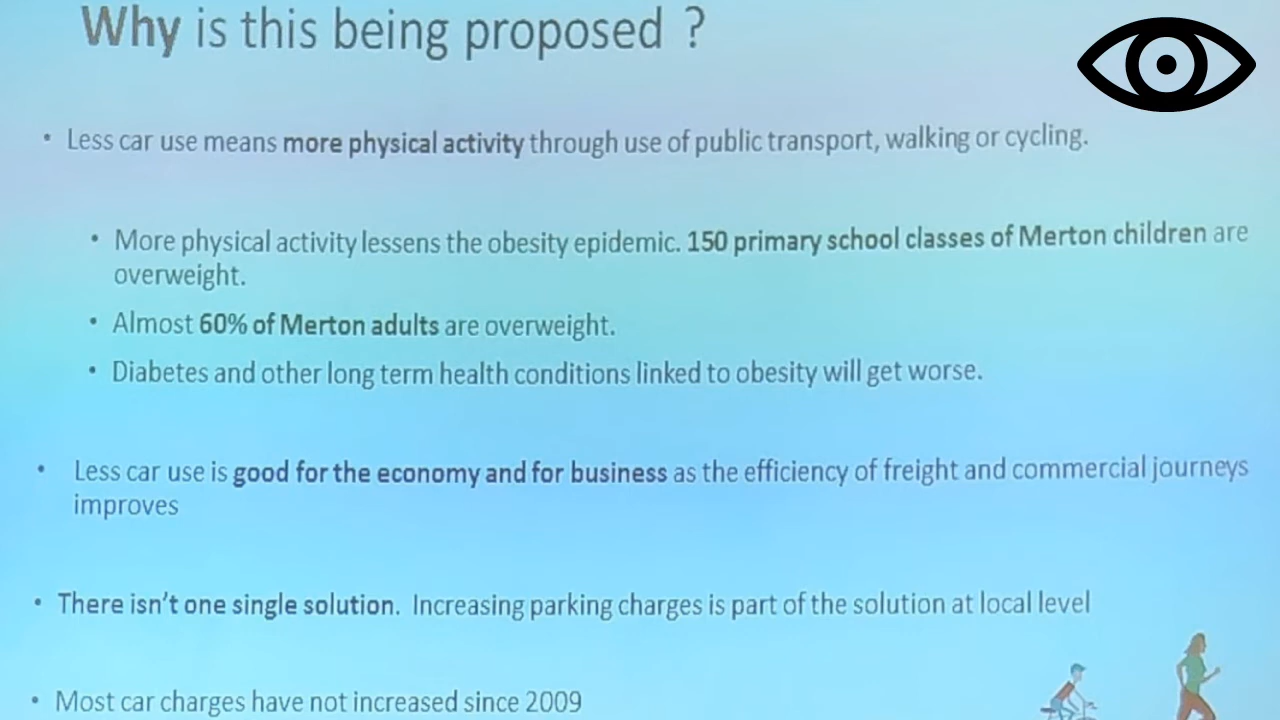 Why is this being proposed ?
• Less car use means more physical activity through use of public transport, walking or cycling.
• More physical activity lessens the obesity epidemic. 150 primary school classes of Merton children are
overweight.
• Almost 60% of Merton adults are overweight.
• Diabetes and other long term health conditions linked to obesity will get worse.
• Less car use is good for the economy and for business as the efficiency of freight and commercial journeys
improves
• There isn't one single solution. Increasing parking charges is part of the solution at local level
• Most car charges have not increased since 2009